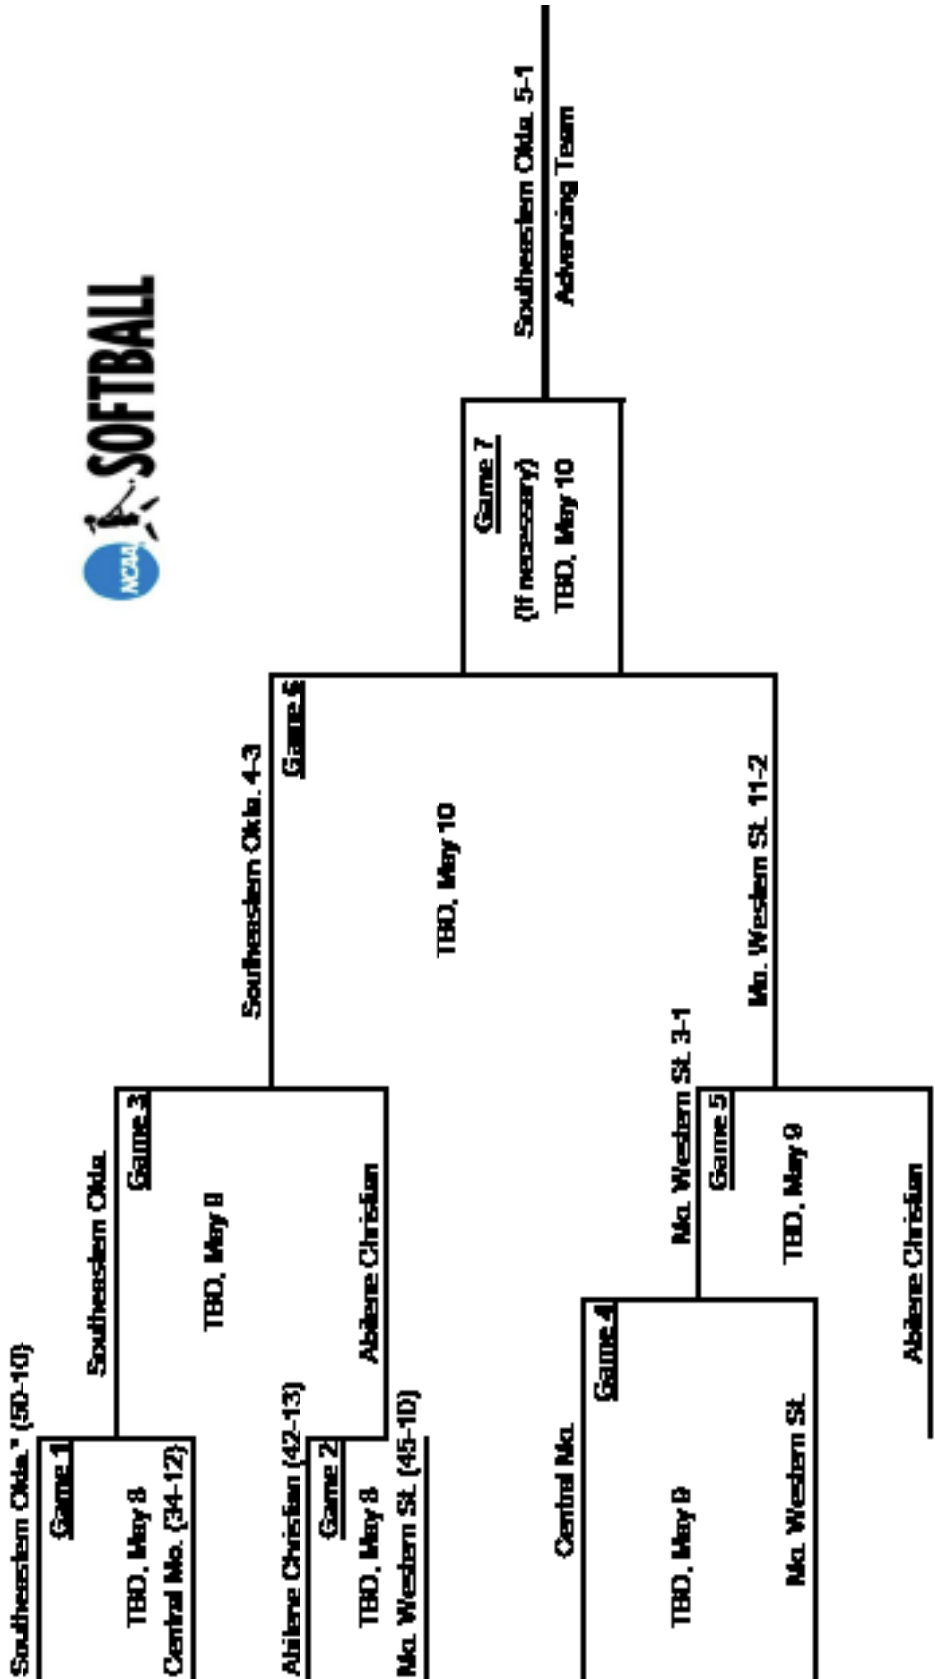 NCAA SOFTBALL
Southeastern Okla.* (50-10)
Game 1
TBD, May 8
Central Mo. (34-12)
Southeastern Okla.
Game 3
TBD, May 8
Abilene Christian (42-13)
Game 2
TBD, May 8
Mo. Western St. (45-10)
Abilene Christian
Southeastern Okla. 4-3
Game 6
TBD, May 10
Game 7
(If necessary)
TBD, May 10
Southeastern Okla. 5-1
Advancing Team
Central Mo.
Game 4
TBD, May 9
Mo. Western St.
Mo. Western St. 3-1
Game 5
TBD, May 9
Abilene Christian
Mo. Western St. 11-2